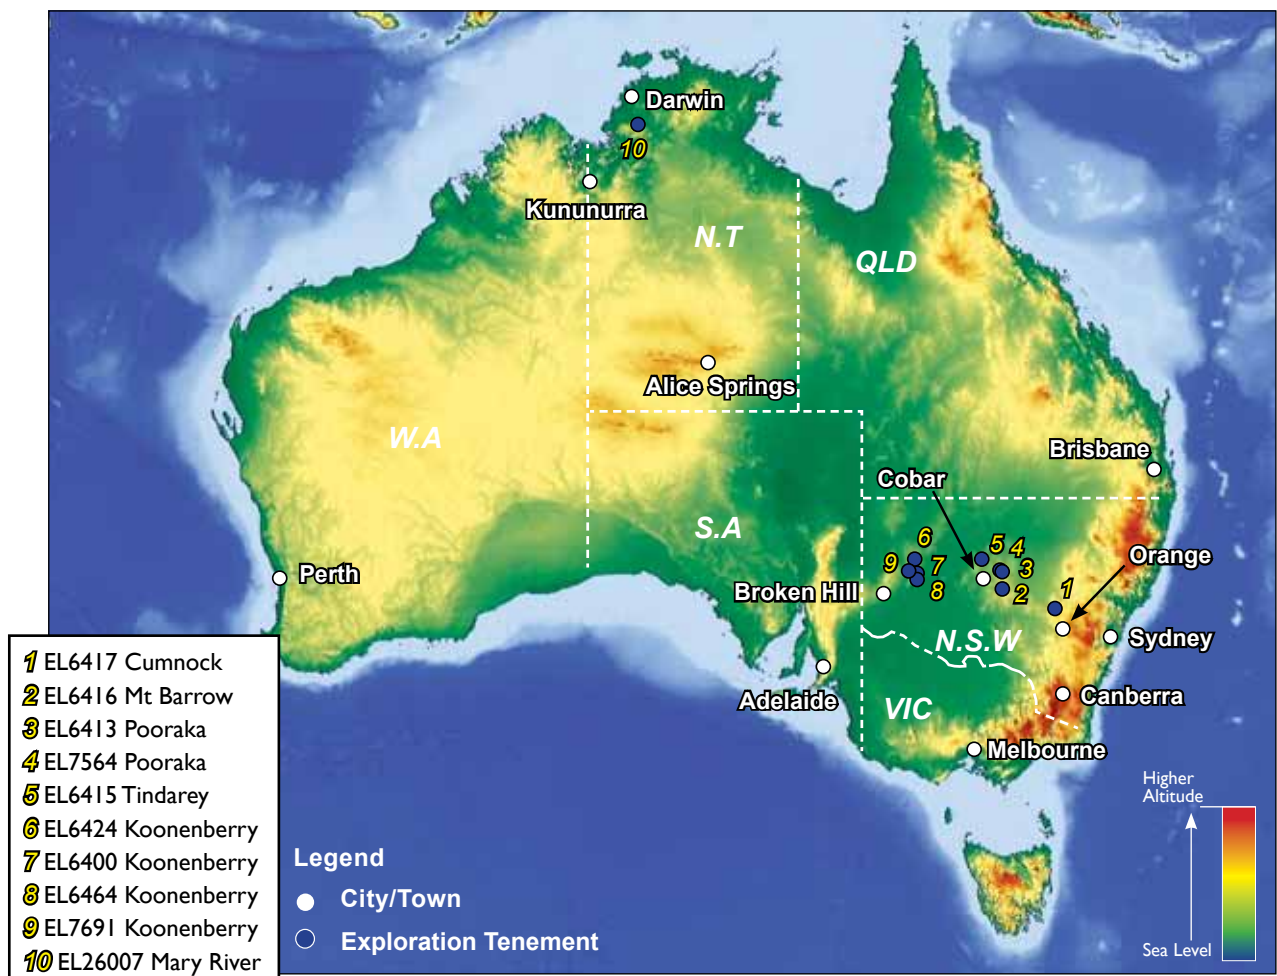 Darwin
10
Kununurra
N.T
QLD
Alice Springs
W.A
Brisbane
Cobar
S.A
6
5
4
Orange
9
7
3
Perth
Broken Hill
8
2
1
N.S.W
Sydney
Adelaide
VIC
Canberra
Melbourne
1 EL6417 Cumnock
2 EL6416 Mt Barrow
3 EL6413 Pooraka
4 EL7564 Pooraka
5 EL6415 Tindarey
6 EL6424 Koonenberry
7 EL6400 Koonenberry
8 EL6464 Koonenberry
9 EL7691 Koonenberry
10 EL26007 Mary River
Legend
City/Town
Exploration Tenement
Higher
Altitude
Sea Level